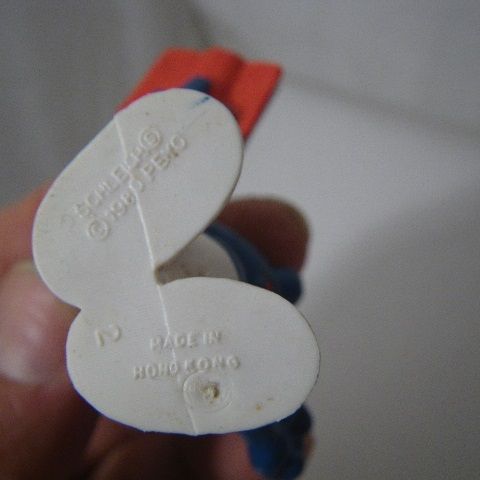 SCHLEICH Ⓢ
© 1980 PEYO
2
MADE IN
HONG KONG